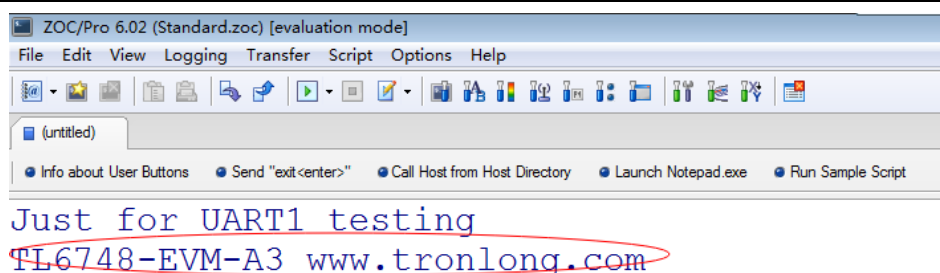 ZOC/Pro 6.02 (Standard.zoc) [evaluation mode]
File Edit View Logging Transfer Script Options Help
(untitled)
Info about User Buttons Send "exit<enter>" Call Host from Host Directory Launch Notepad.exe Run Sample Script
Just for UART1 testing
TL6748-EVM-A3 www.tronlong.com